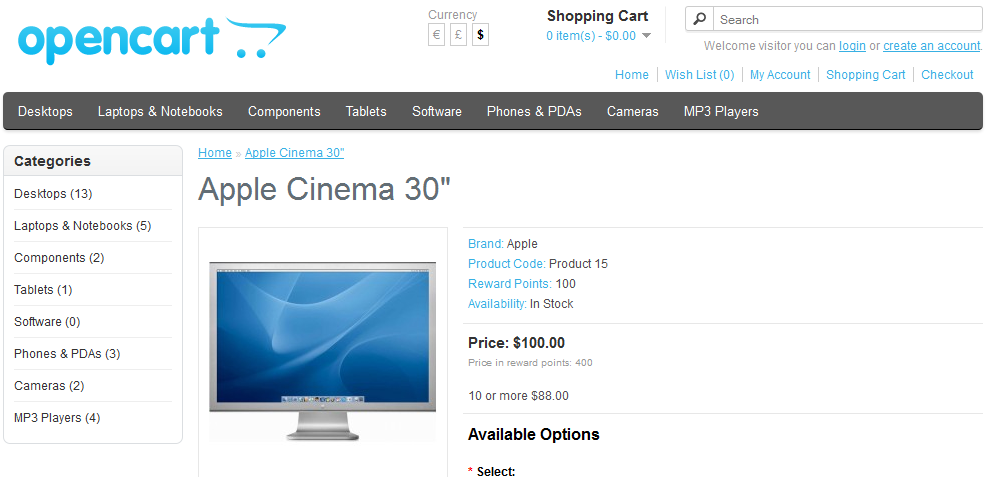 opencart
Currency
€ £ $
Shopping Cart
0 item(s) - $0.00
Search
Welcome visitor you can login or create an account.
Home Wish List (0) My Account Shopping Cart Checkout
Desktops Laptops & Notebooks Components Tablets Software Phones & PDAs Cameras MP3 Players
Categories
Desktops (13)
Laptops & Notebooks (5)
Components (2)
Tablets (1)
Software (0)
Phones & PDAs (3)
Cameras (2)
MP3 Players (4)
Home » Apple Cinema 30"
Apple Cinema 30"
Brand: Apple
Product Code: Product 15
Reward Points: 100
Availability: In Stock
Price: $100.00
Price in reward points: 400
10 or more $88.00
Available Options
* Select: